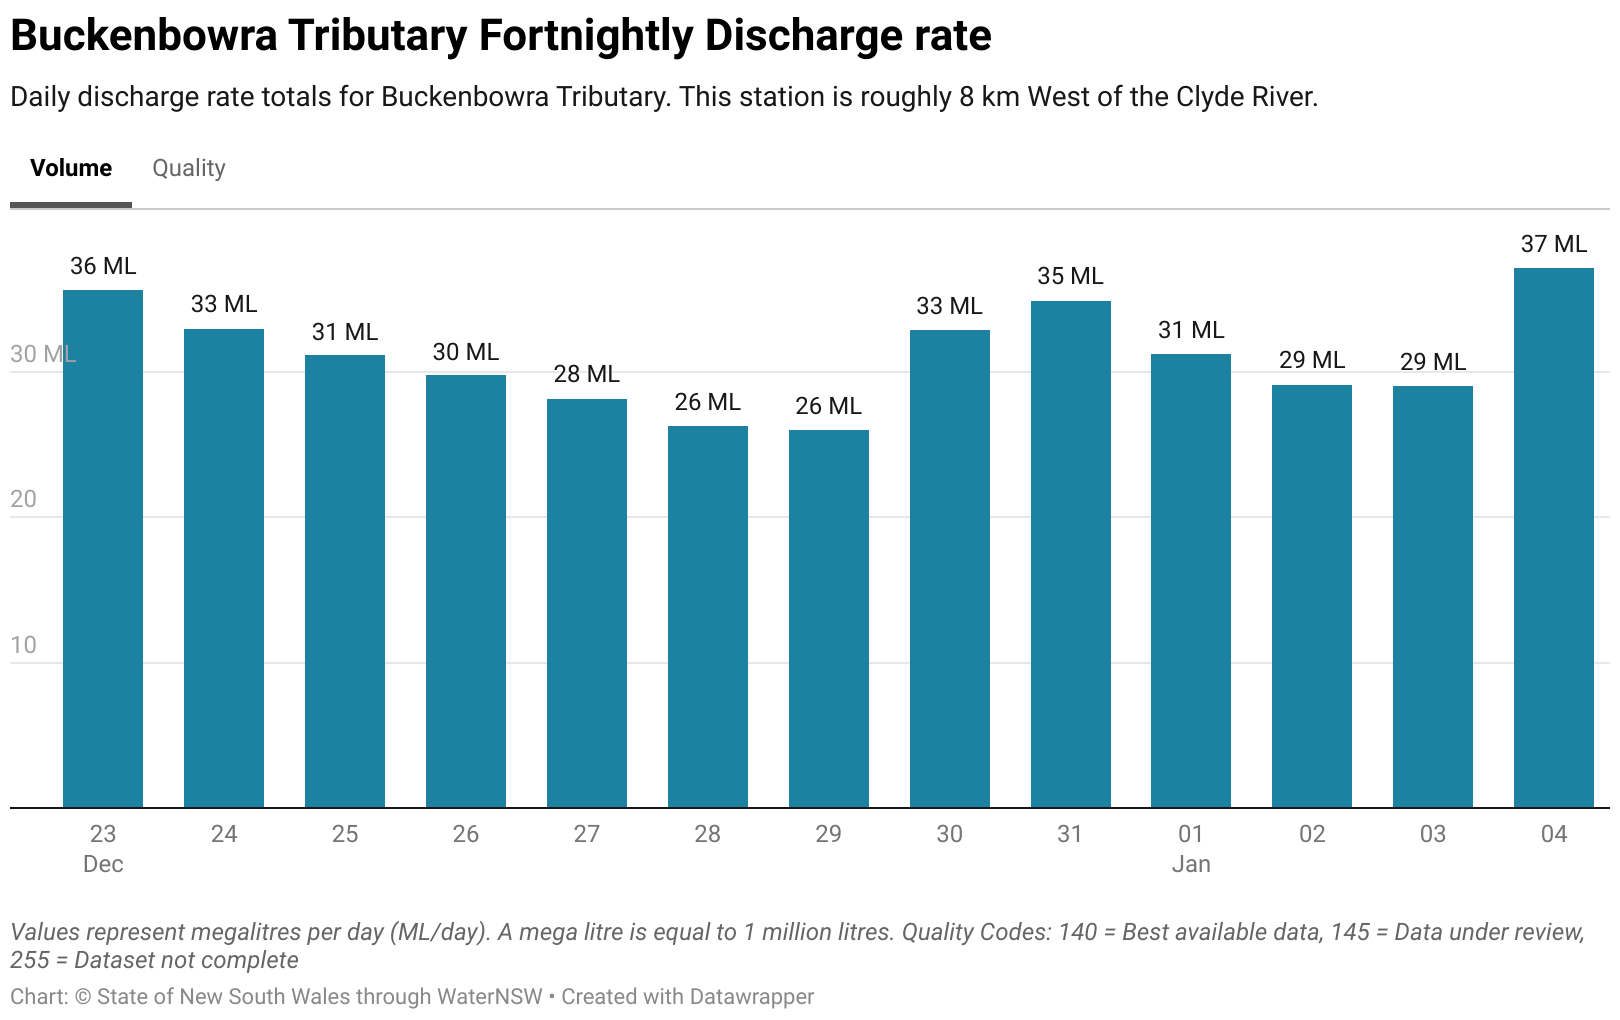 Buckenbowra Tributary Fortnightly Discharge rate
Daily discharge rate totals for Buckenbowra Tributary. This station is roughly 8 km West of the Clyde River.
Volume Quality
36 ML 33 ML 31 ML 30 ML 28 ML 26 ML 26 ML 33 ML 35 ML 31 ML 29 ML 29 ML 37 ML
30 ML
20
10
23 24 25 26 27 28 29 30 31 01 02 03 04
Dec Jan
Values represent megalitres per day (ML/day). A mega litre is equal to 1 million litres. Quality Codes: 140 = Best available data, 145 = Data under review,
255 = Dataset not complete
Chart: © State of New South Wales through WaterNSW • Created with Datawrapper